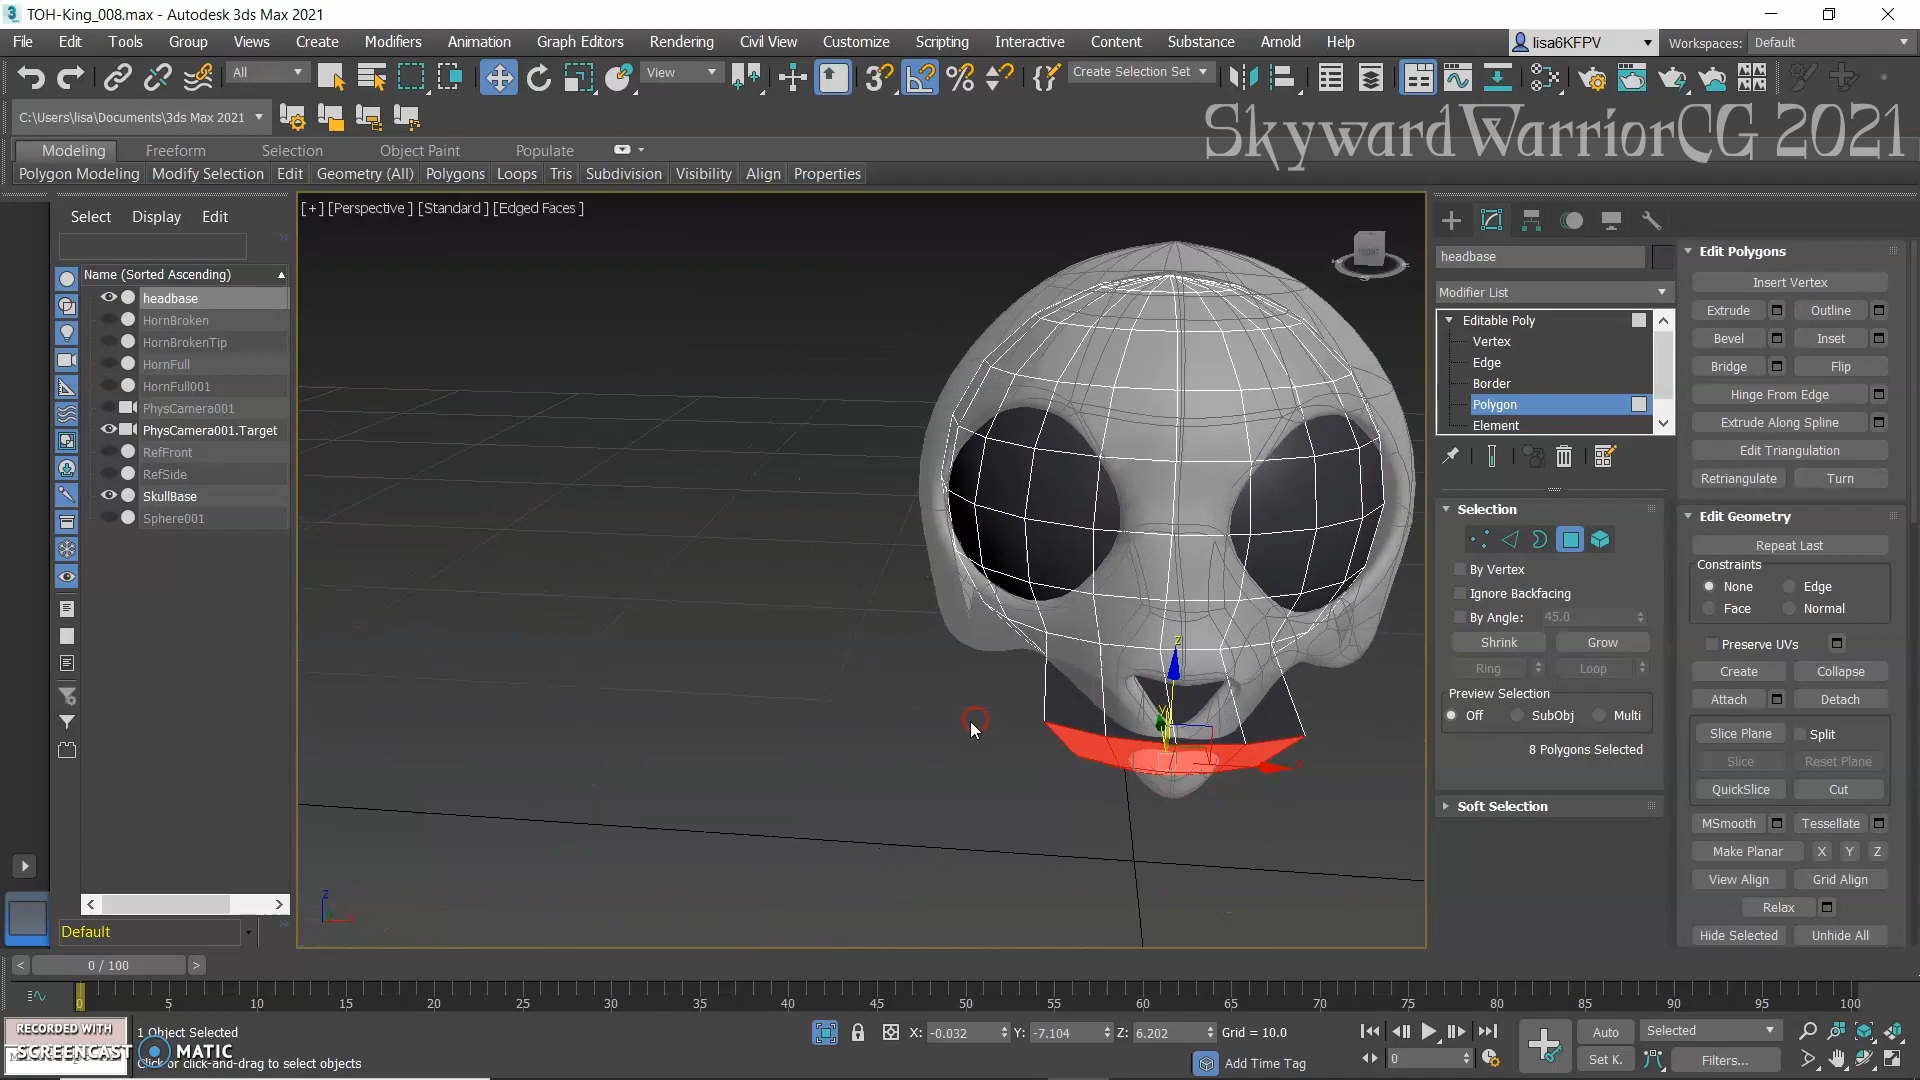 TOH-King_008.max - Autodesk 3ds Max 2021
File Edit Tools Group Views Create Modifiers Animation Graph Editors Rendering Civil View Customize Scripting Interactive Content Substance Arnold Help lisa6KFPV Workspaces: Default
All View Create Selection Set
C:\Users\lisa\Documents\3ds Max 2021
SkywardWarriorCG 2021
Modeling Freeform Selection Object Paint Populate
Polygon Modeling Modify Selection Edit Geometry (All) Polygons Loops Tris Subdivision Visibility Align Properties
Select Display Edit
[+] [Perspective] [Standard] [Edged Faces]
Name (Sorted Ascending)
headbase
HornBroken
HornBrokenTip
HornFull
HornFull001
PhysCamera001
PhysCamera001.Target
RefFront
RefSide
SkullBase
Sphere001
Default
FRONT
z
x
z
headbase
Modifier List
Editable Poly
Vertex
Edge
Border
Polygon
Element
Selection
By Vertex
Ignore Backfacing
By Angle: 45.0
Shrink Grow
Ring Loop
Preview Selection
Off SubObj Multi
8 Polygons Selected
Soft Selection
Edit Polygons
Insert Vertex
Extrude Outline
Bevel Inset
Bridge Flip
Hinge From Edge
Extrude Along Spline
Edit Triangulation
Retriangulate Turn
Edit Geometry
Repeat Last
Constraints
None Edge
Face Normal
Preserve UVs
Create Collapse
Attach Detach
Slice Plane Split
Slice Reset Plane
QuickSlice Cut
MSmooth Tessellate
Make Planar X Y Z
View Align Grid Align
Relax
Hide Selected Unhide All
< 0 / 100 >
0 5 10 15 20 25 30 35 40 45 50 55 60 65 70 75 80 85 90 95 100
RECORDED WITH
SCREENCAST MATIC
1 Object Selected
Click or click-and-drag to select objects
X: -0.032 Y: -7.104 Z: 6.202 Grid = 10.0
Add Time Tag
0
Auto Selected
Set K. Filters...